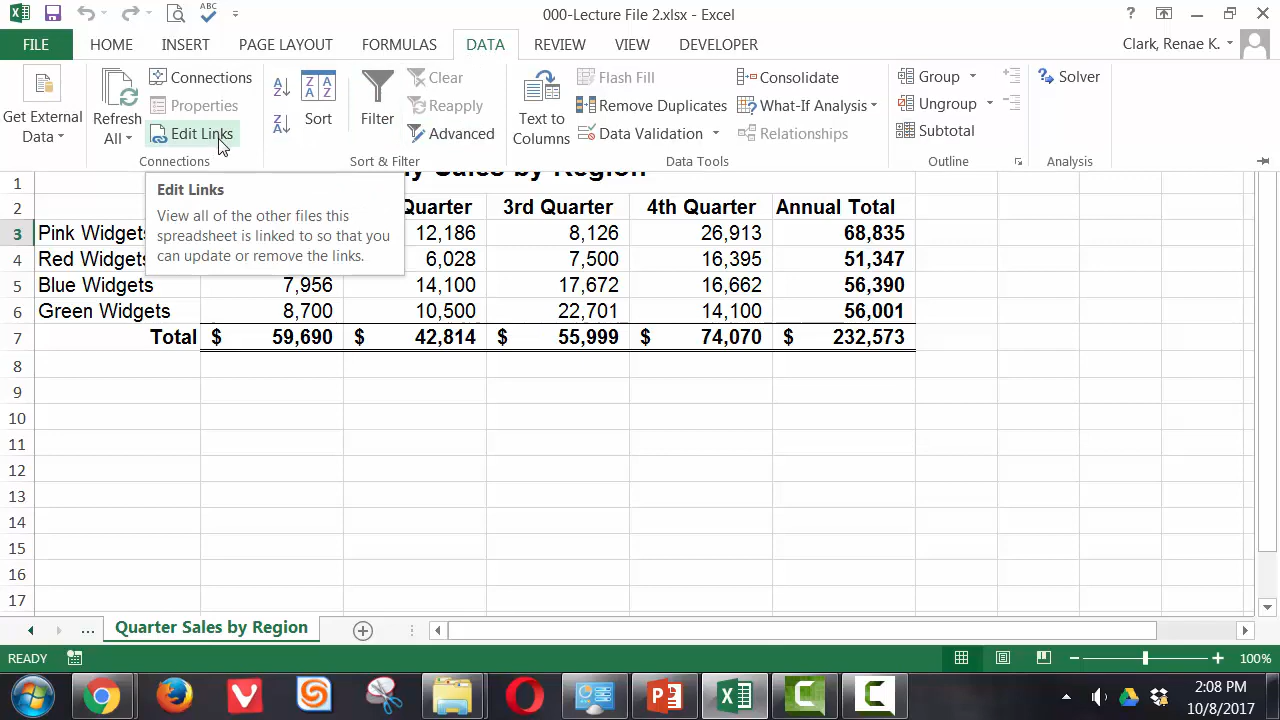 000-Lecture File 2.xlsx - Excel
FILE HOME INSERT PAGE LAYOUT FORMULAS DATA REVIEW VIEW DEVELOPER Clark, Renae K.
Get External Data
Refresh All
Connections
Properties
Edit Links
Connections
Sort
Filter
Clear
Reapply
Advanced
Sort & Filter
Text to Columns
Flash Fill
Remove Duplicates
Data Validation
Consolidate
What-If Analysis
Relationships
Data Tools
Group
Ungroup
Subtotal
Outline
Solver
Analysis
Edit Links
View all of the other files this
spreadsheet is linked to so that you
can update or remove the links.
1 Sales by Region
2 Quarter 3rd Quarter 4th Quarter Annual Total
3 Pink Widgets 12,186 8,126 26,913 68,835
4 Red Widgets 6,028 7,500 16,395 51,347
5 Blue Widgets 7,956 14,100 17,672 16,662 56,390
6 Green Widgets 8,700 10,500 22,701 14,100 56,001
7 Total $ 59,690 $ 42,814 $ 55,999 $ 74,070 $ 232,573
8
9
10
11
12
13
14
15
16
17
... Quarter Sales by Region
READY 100%
2:08 PM
10/8/2017